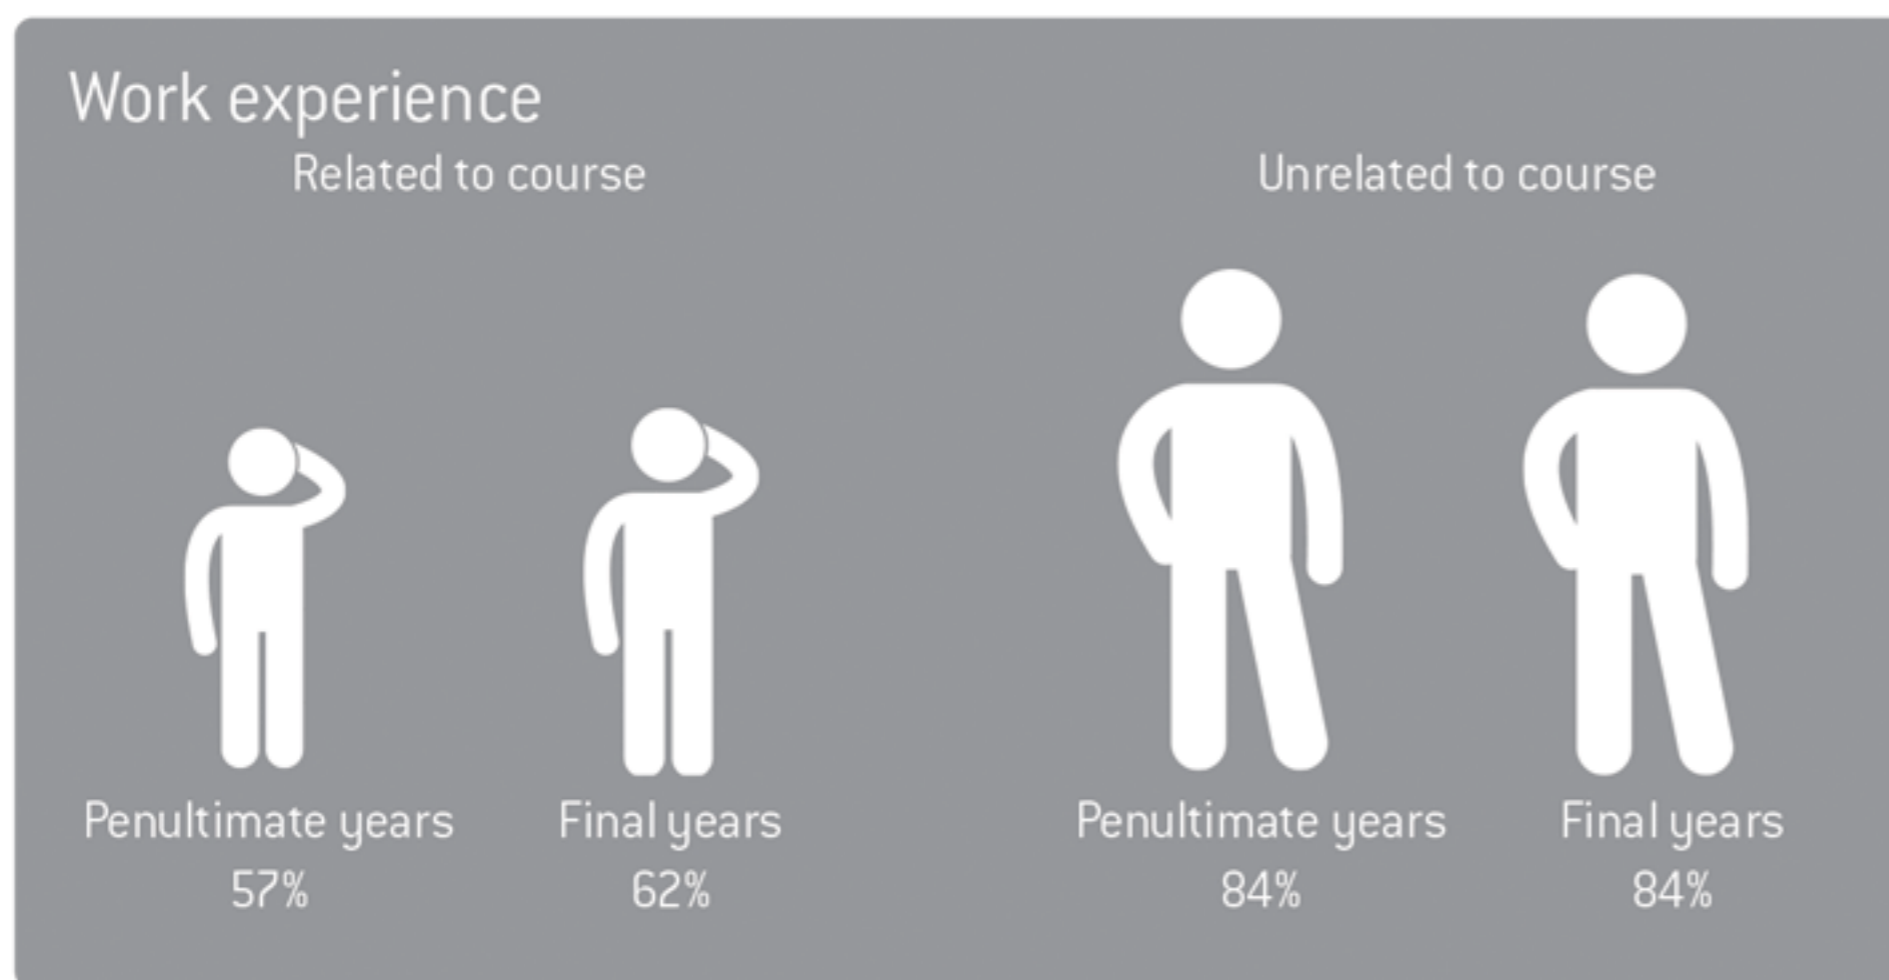 Work experience
Related to course
Unrelated to course
Penultimate years
Final years
Penultimate years
Final years
57%
62%
84%
84%